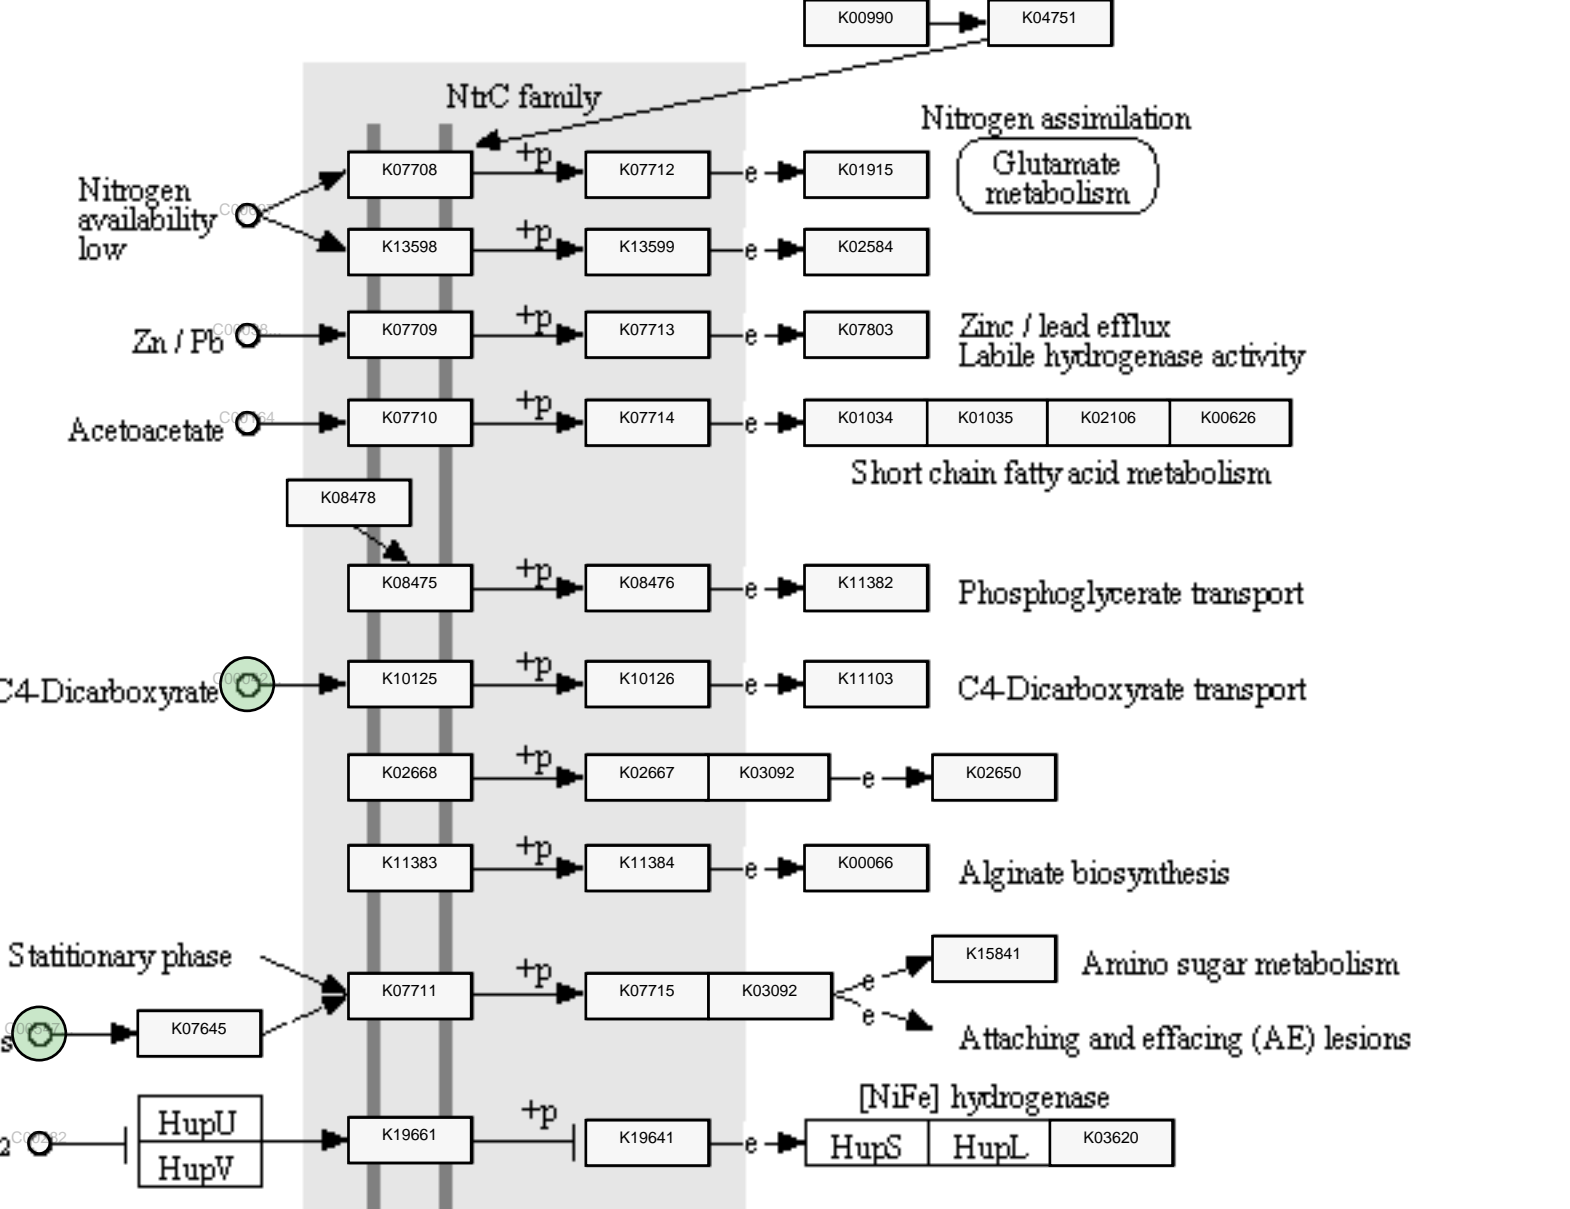 K00990 K04751
NtrC family
Nitrogen assimilation
K07708 +p K07712 e K01915 Glutamate
metabolism
Nitrogen
availability
low
K13598 +p K13599 e K02584
Zn / Pb K07709 +p K07713 e K07803 Zinc / lead efflux
Labile hydrogenase activity
Acetoacetate K07710 +p K07714 e K01034 K01035 K02106 K00626
Short chain fatty acid metabolism
K08478
K08475 +p K08476 e K11382 Phosphoglycerate transport
C4-Dicarboxyrate K10125 +p K10126 e K11103 C4-Dicarboxyrate transport
K02668 +p K02667 K03092 e K02650
K11383 +p K11384 e K00066 Alginate biosynthesis
Statitionary phase
K07711 +p K07715 K03092 e K15841 Amino sugar metabolism
s K07645 e Attaching and effacing (AE) lesions
[NiFe] hydrogenase
2 C00282 HupU
HupV
K19661 +p K19641 e HupS HupL K03620